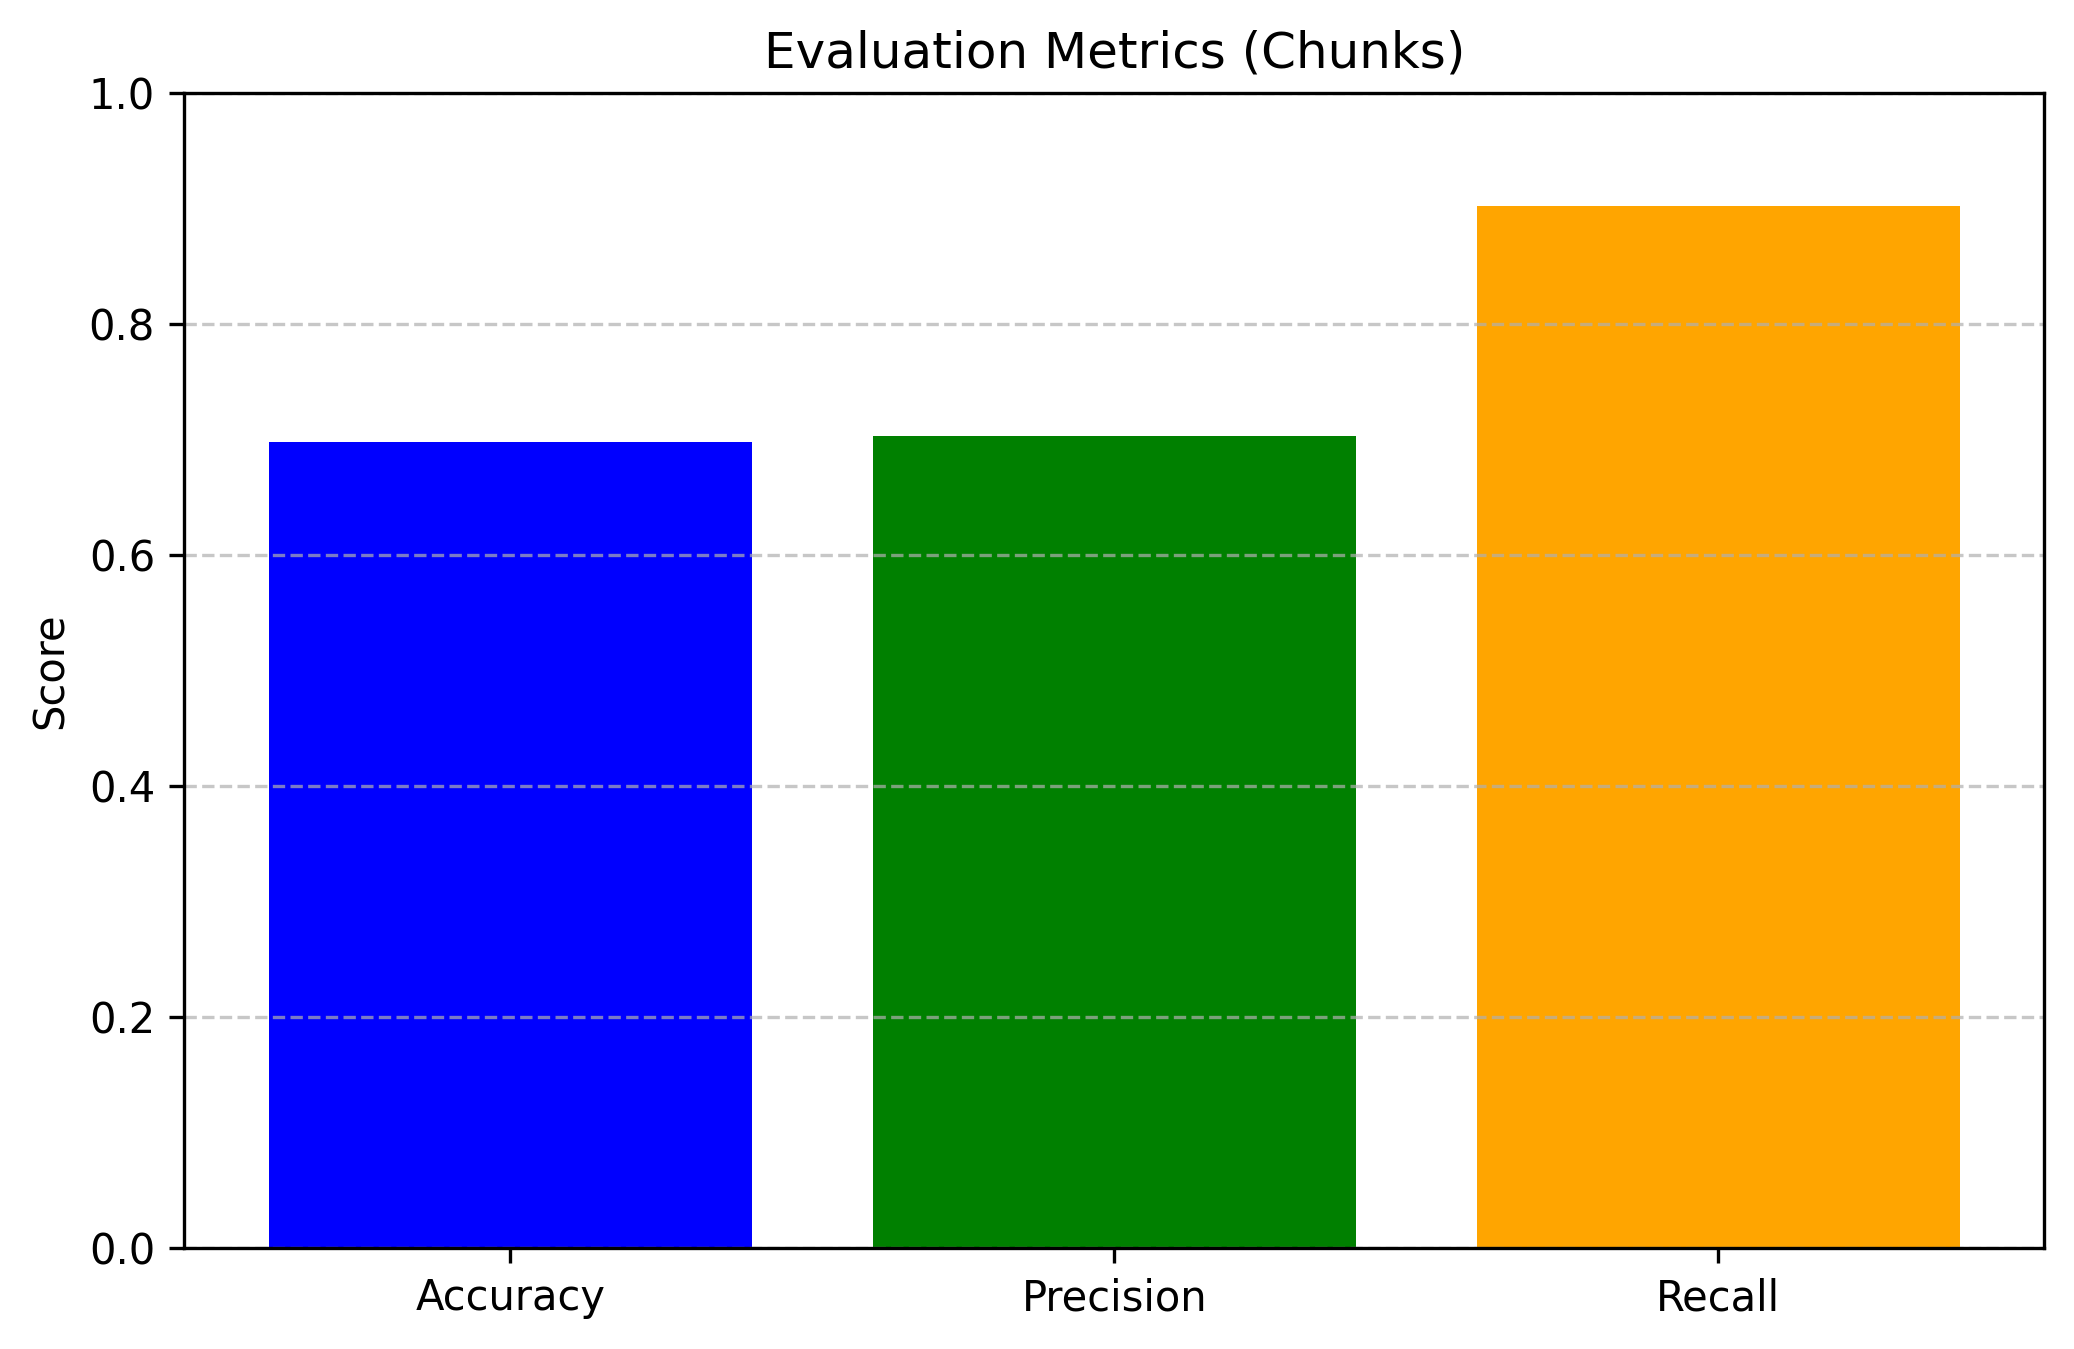 Evaluation Metrics (Chunks)
1.0
0.8
0.6
0.4
0.2
0.0
Score
Accuracy
Precision
Recall